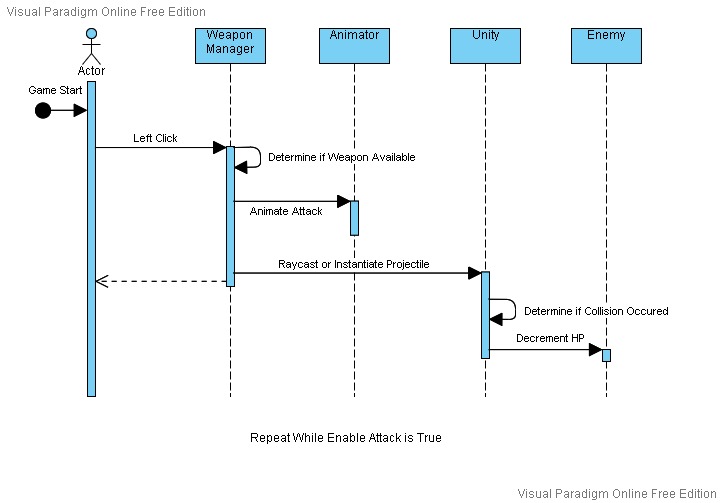 Visual Paradigm Online Free Edition
Actor
Weapon
Manager
Animator
Unity
Enemy
Game Start
Left Click
Determine if Weapon Available
Animate Attack
Raycast or Instantiate Projectile
Determine if Collision Occured
Decrement HP
Repeat While Enable Attack is True
Visual Paradigm Online Free Edition